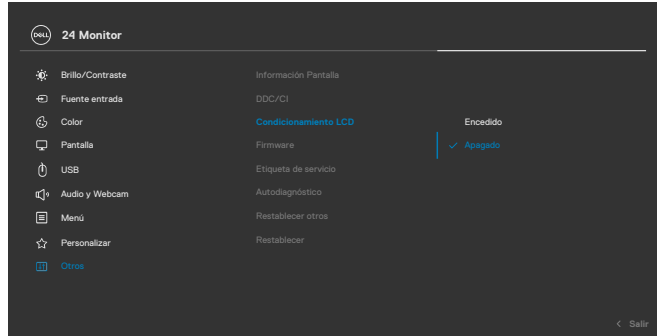 DELL
24 Monitor
Brillo/Contraste
Información Pantalla
Fuente entrada
DDC/CI
Color
Condicionamiento LCD
Encedido
Pantalla
Firmware
Apagado
USB
Etiqueta de servicio
Audio y Webcam
Autodiagnóstico
Menú
Restablecer otros
Personalizar
Restablecer
Otros
Salir